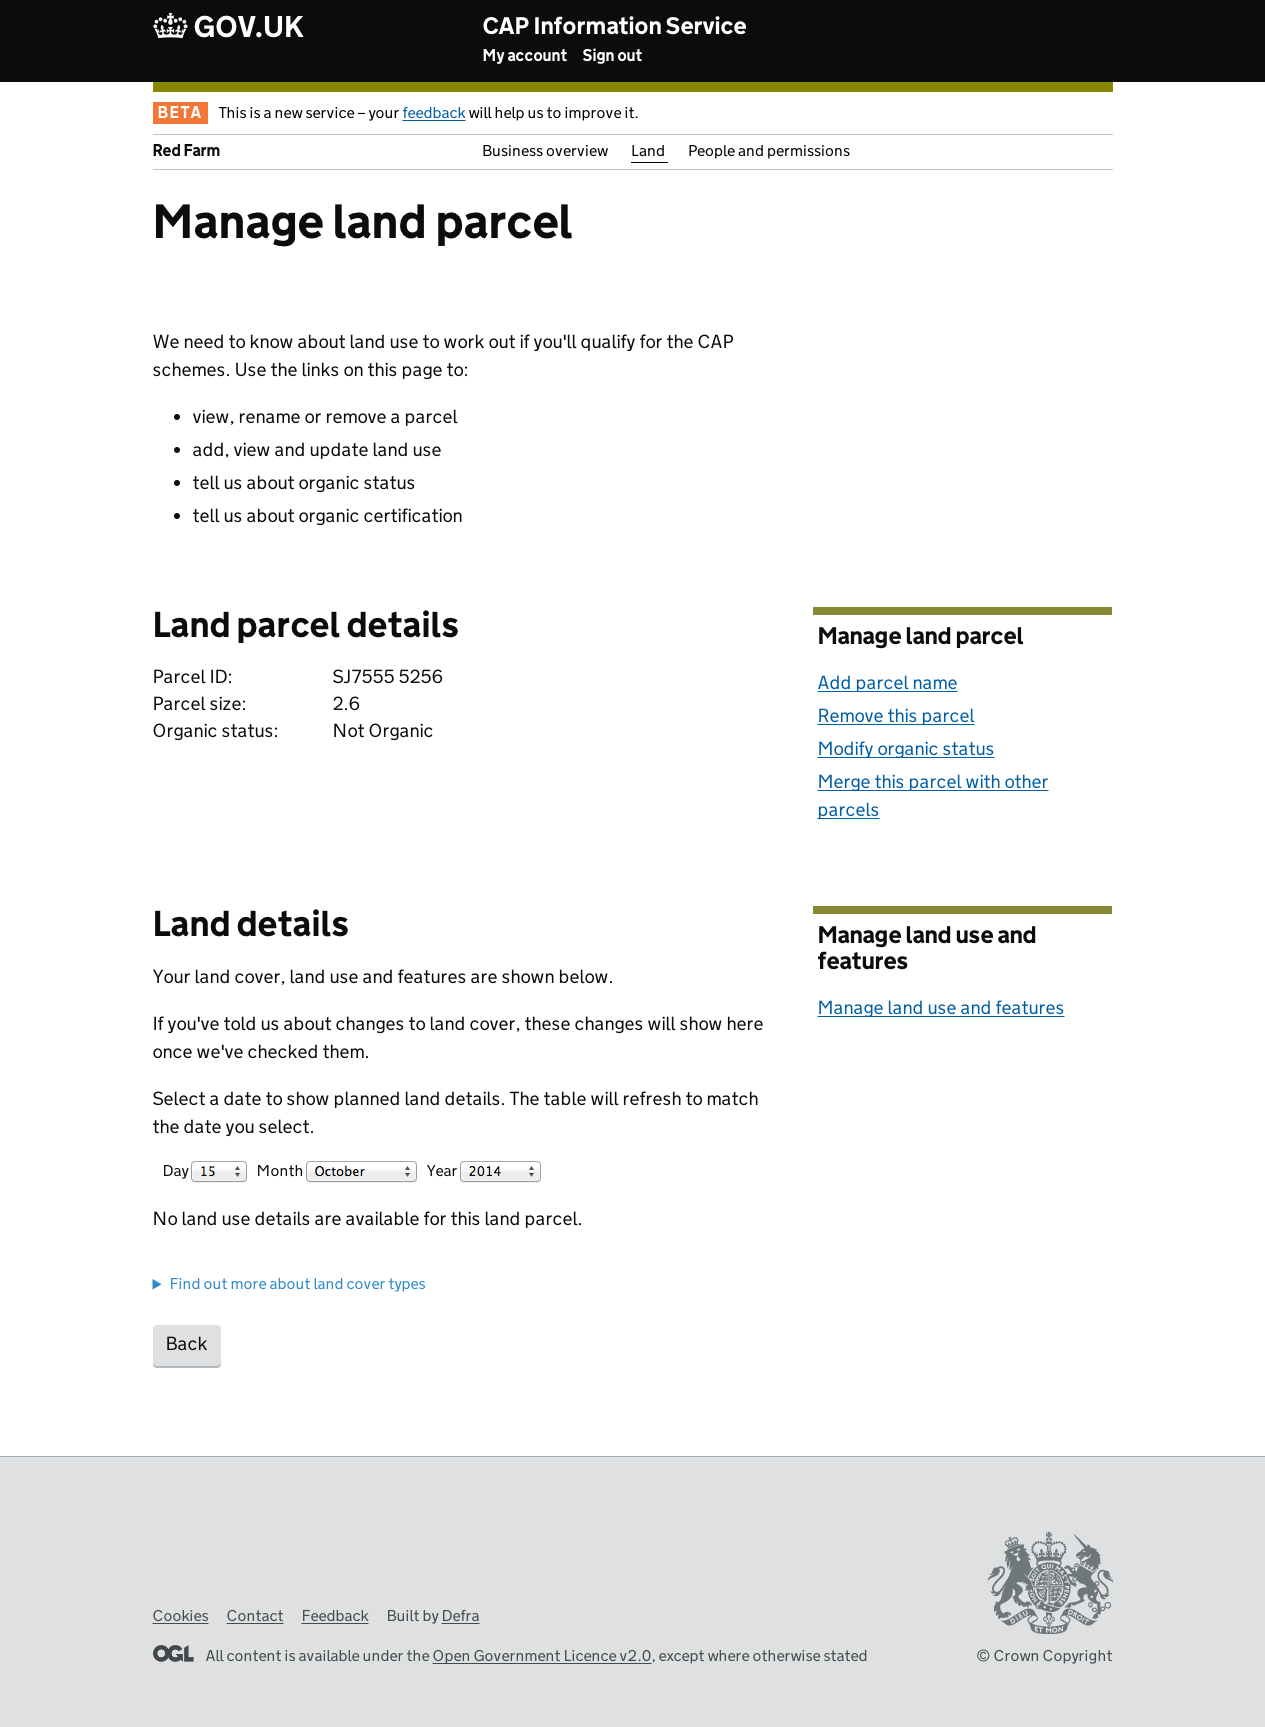 GOV.UK
CAP Information Service
My account Sign out
BETA This is a new service – your feedback will help us to improve it.
Red Farm Business overview Land People and permissions
Manage land parcel
We need to know about land use to work out if you'll qualify for the CAP
schemes. Use the links on this page to:
• view, rename or remove a parcel
• add, view and update land use
• tell us about organic status
• tell us about organic certification
Land parcel details
Parcel ID: SJ7555 5256
Parcel size: 2.6
Organic status: Not Organic
Manage land parcel
Add parcel name
Remove this parcel
Modify organic status
Merge this parcel with other
parcels
Land details
Your land cover, land use and features are shown below.
If you've told us about changes to land cover, these changes will show here
once we've checked them.
Select a date to show planned land details. The table will refresh to match
the date you select.
Day 15 Month October Year 2014
No land use details are available for this land parcel.
Find out more about land cover types
Back
Manage land use and
features
Manage land use and features
Cookies Contact Feedback Built by Defra
OGL All content is available under the Open Government Licence v2.0, except where otherwise stated
DIEU ET MON DROIT
© Crown Copyright